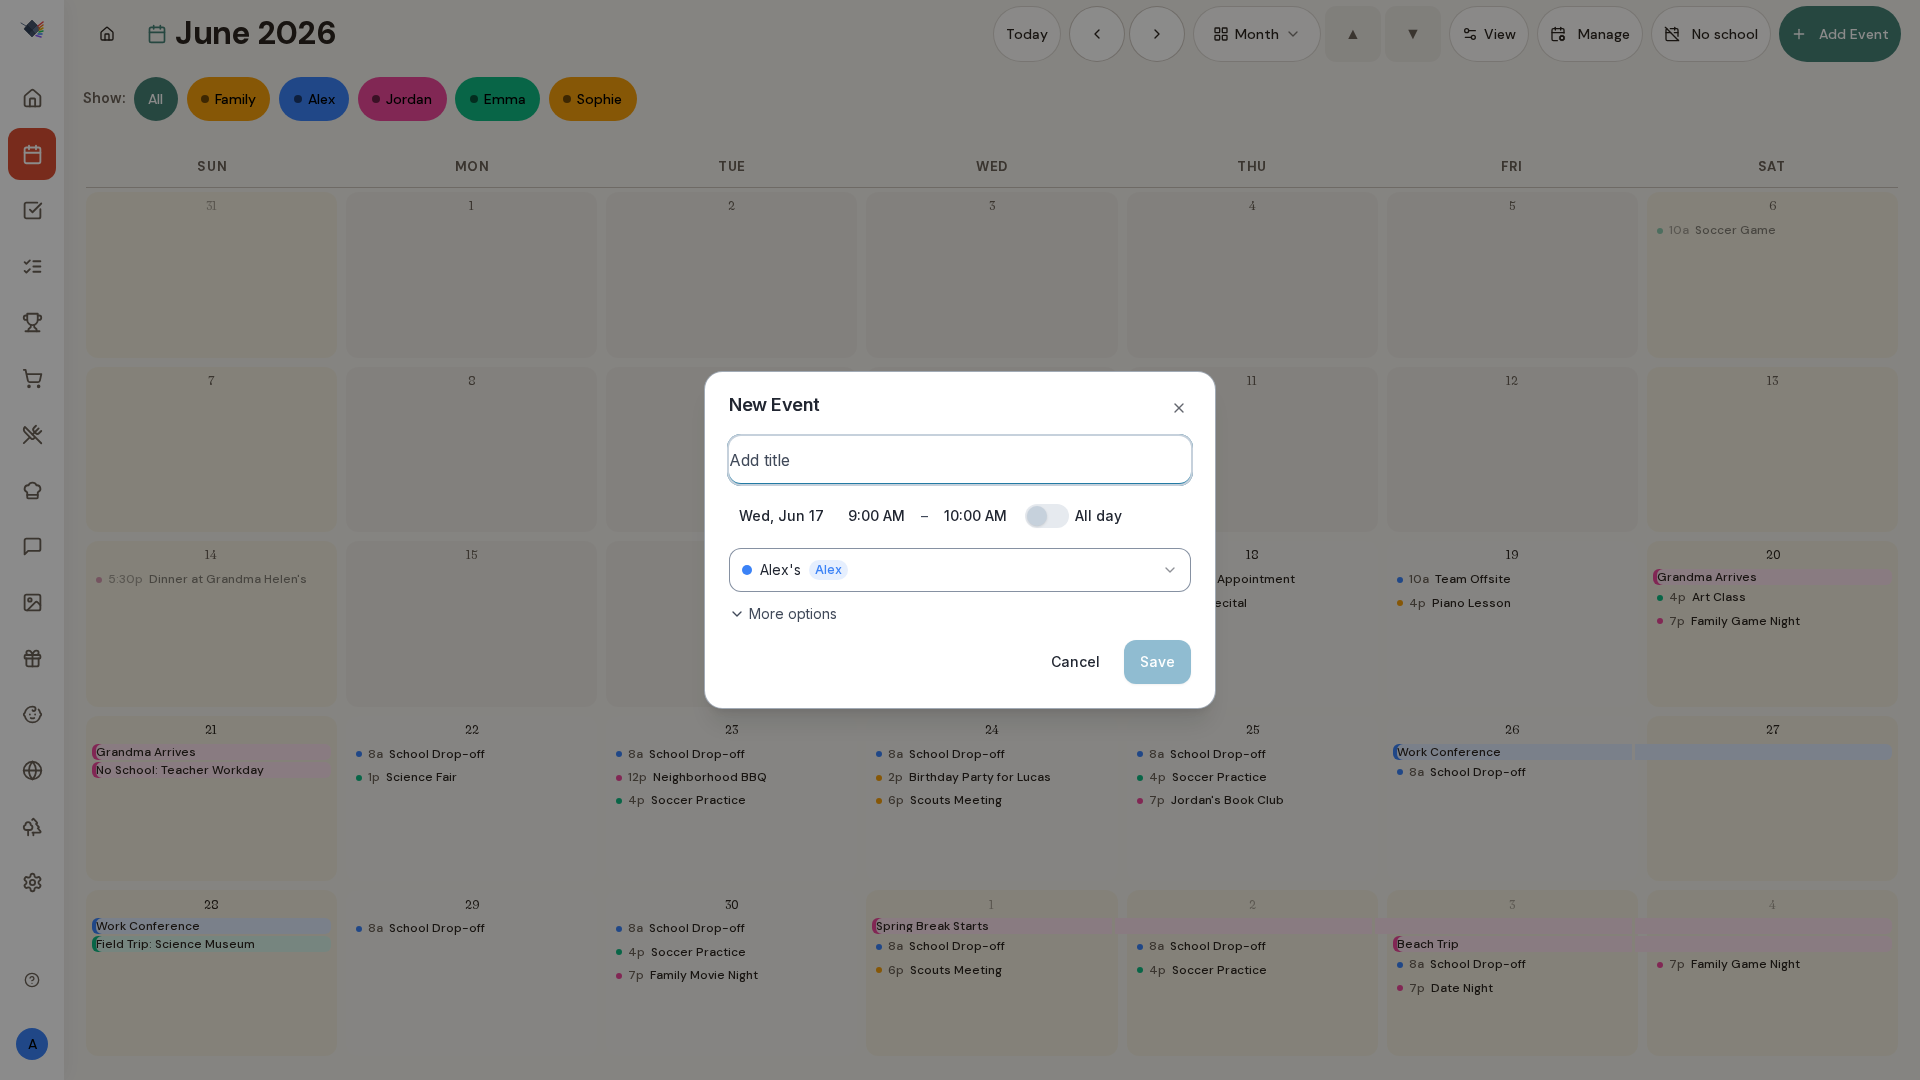 June 2026
Today
Month
▲
▼
View
Manage
No school
Add Event
Show: All Family Alex Jordan Emma Sophie
SUN MON TUE WED THU FRI SAT
31 1 2 3 4 5 6
10a Soccer Game
7 8 11 12 13
New Event
Add title
Wed, Jun 17 9:00 AM – 10:00 AM All day
Alex's Alex
More options
Cancel Save
14 15 18 19 20
5:30p Dinner at Grandma Helen's
Appointment
ecital
10a Team Offsite
4p Piano Lesson
Grandma Arrives
4p Art Class
7p Family Game Night
21 22 23 24 25 26 27
Grandma Arrives
No School: Teacher Workday
8a School Drop-off
1p Science Fair
8a School Drop-off
12p Neighborhood BBQ
4p Soccer Practice
8a School Drop-off
2p Birthday Party for Lucas
6p Scouts Meeting
8a School Drop-off
4p Soccer Practice
7p Jordan's Book Club
Work Conference
8a School Drop-off
28 29 30 1 2 3 4
Work Conference
Field Trip: Science Museum
8a School Drop-off
8a School Drop-off
4p Soccer Practice
7p Family Movie Night
Spring Break Starts
8a School Drop-off
6p Scouts Meeting
8a School Drop-off
4p Soccer Practice
Beach Trip
8a School Drop-off
7p Date Night
7p Family Game Night
A